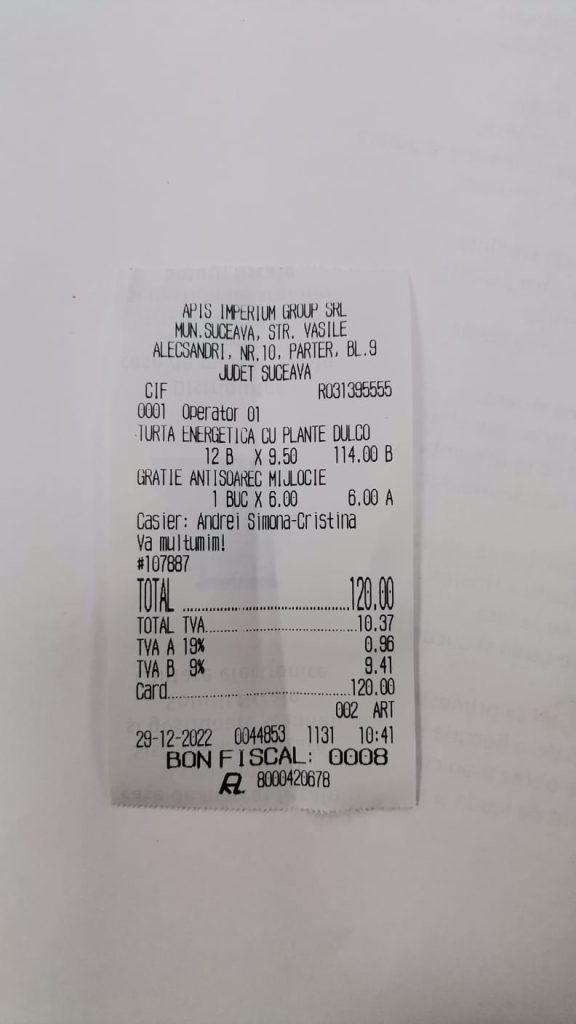 APIS IMPERIUM GROUP SRL
MUN.SUCEAVA, STR. VASILE
ALECSANDRI, NR.10, PARTER, BL.9
JUDET SUCEAVA
CIF RO31395555
0001 Operator 01
TURTA ENERGETICA CU PLANTE DULCO
12 B X 9.50 114.00 B
GRATIE ANTISOAREC MIJLOCIE
1 BUC X 6.00 6.00 A
Casier: Andrei Simona-Cristina
Va multumim!
#107887
TOTAL ........................120.00
TOTAL TVA........................10.37
TVA A 19% 0.96
TVA B 9% 9.41
Card........................120.00
002 ART
29-12-2022 0044853 1131 10:41
BON FISCAL: 0008
8000420678